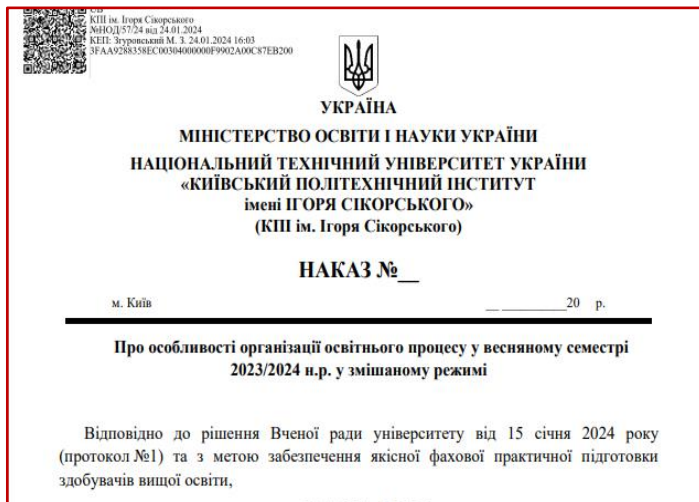 КПІ ім. Ігоря Сікорського
№НОД/57/24 від 24.01.2024
КЕП: Згуровський М. З. 24.01.2024 16:03
3FAA9288358EC00304000000F9902A00C87EB200
УКРАЇНА
МІНІСТЕРСТВО ОСВІТИ І НАУКИ УКРАЇНИ
НАЦІОНАЛЬНИЙ ТЕХНІЧНИЙ УНІВЕРСИТЕТ УКРАЇНИ
«КИЇВСЬКИЙ ПОЛІТЕХНІЧНИЙ ІНСТИТУТ
імені ІГОРЯ СІКОРСЬКОГО»
(КПІ ім. Ігоря Сікорського)
НАКАЗ №__
м. Київ __ __________20 р.
Про особливості організації освітнього процесу у весняному семестрі
2023/2024 н.р. у змішаному режимі
Відповідно до рішення Вченої ради університету від 15 січня 2024 року
(протокол №1) та з метою забезпечення якісної фахової практичної підготовки
здобувачів вищої освіти,